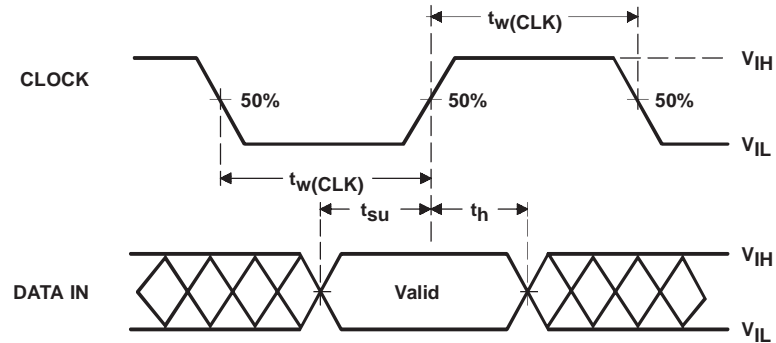 tw(CLK)
VIH
CLOCK
50%
50%
50%
VIL
tw(CLK)
tsu
th
VIH
DATA IN
Valid
VIL